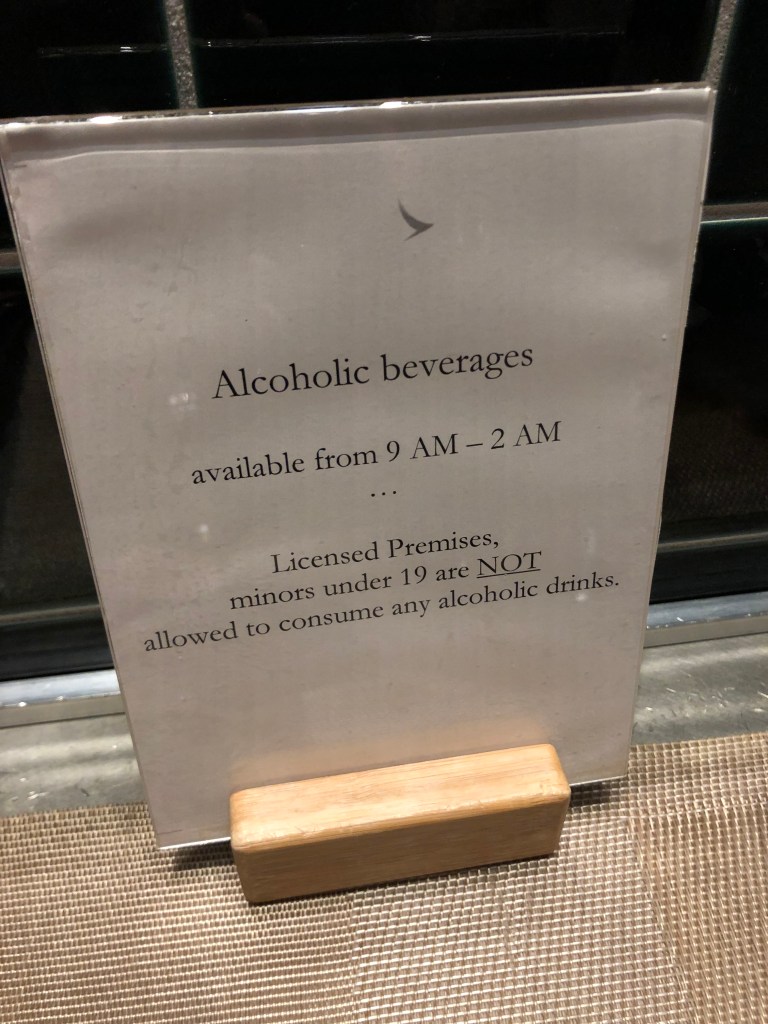 Alcoholic beverages
available from 9 AM – 2 AM
...
Licensed Premises,
minors under 19 are NOT
allowed to consume any alcoholic drinks.